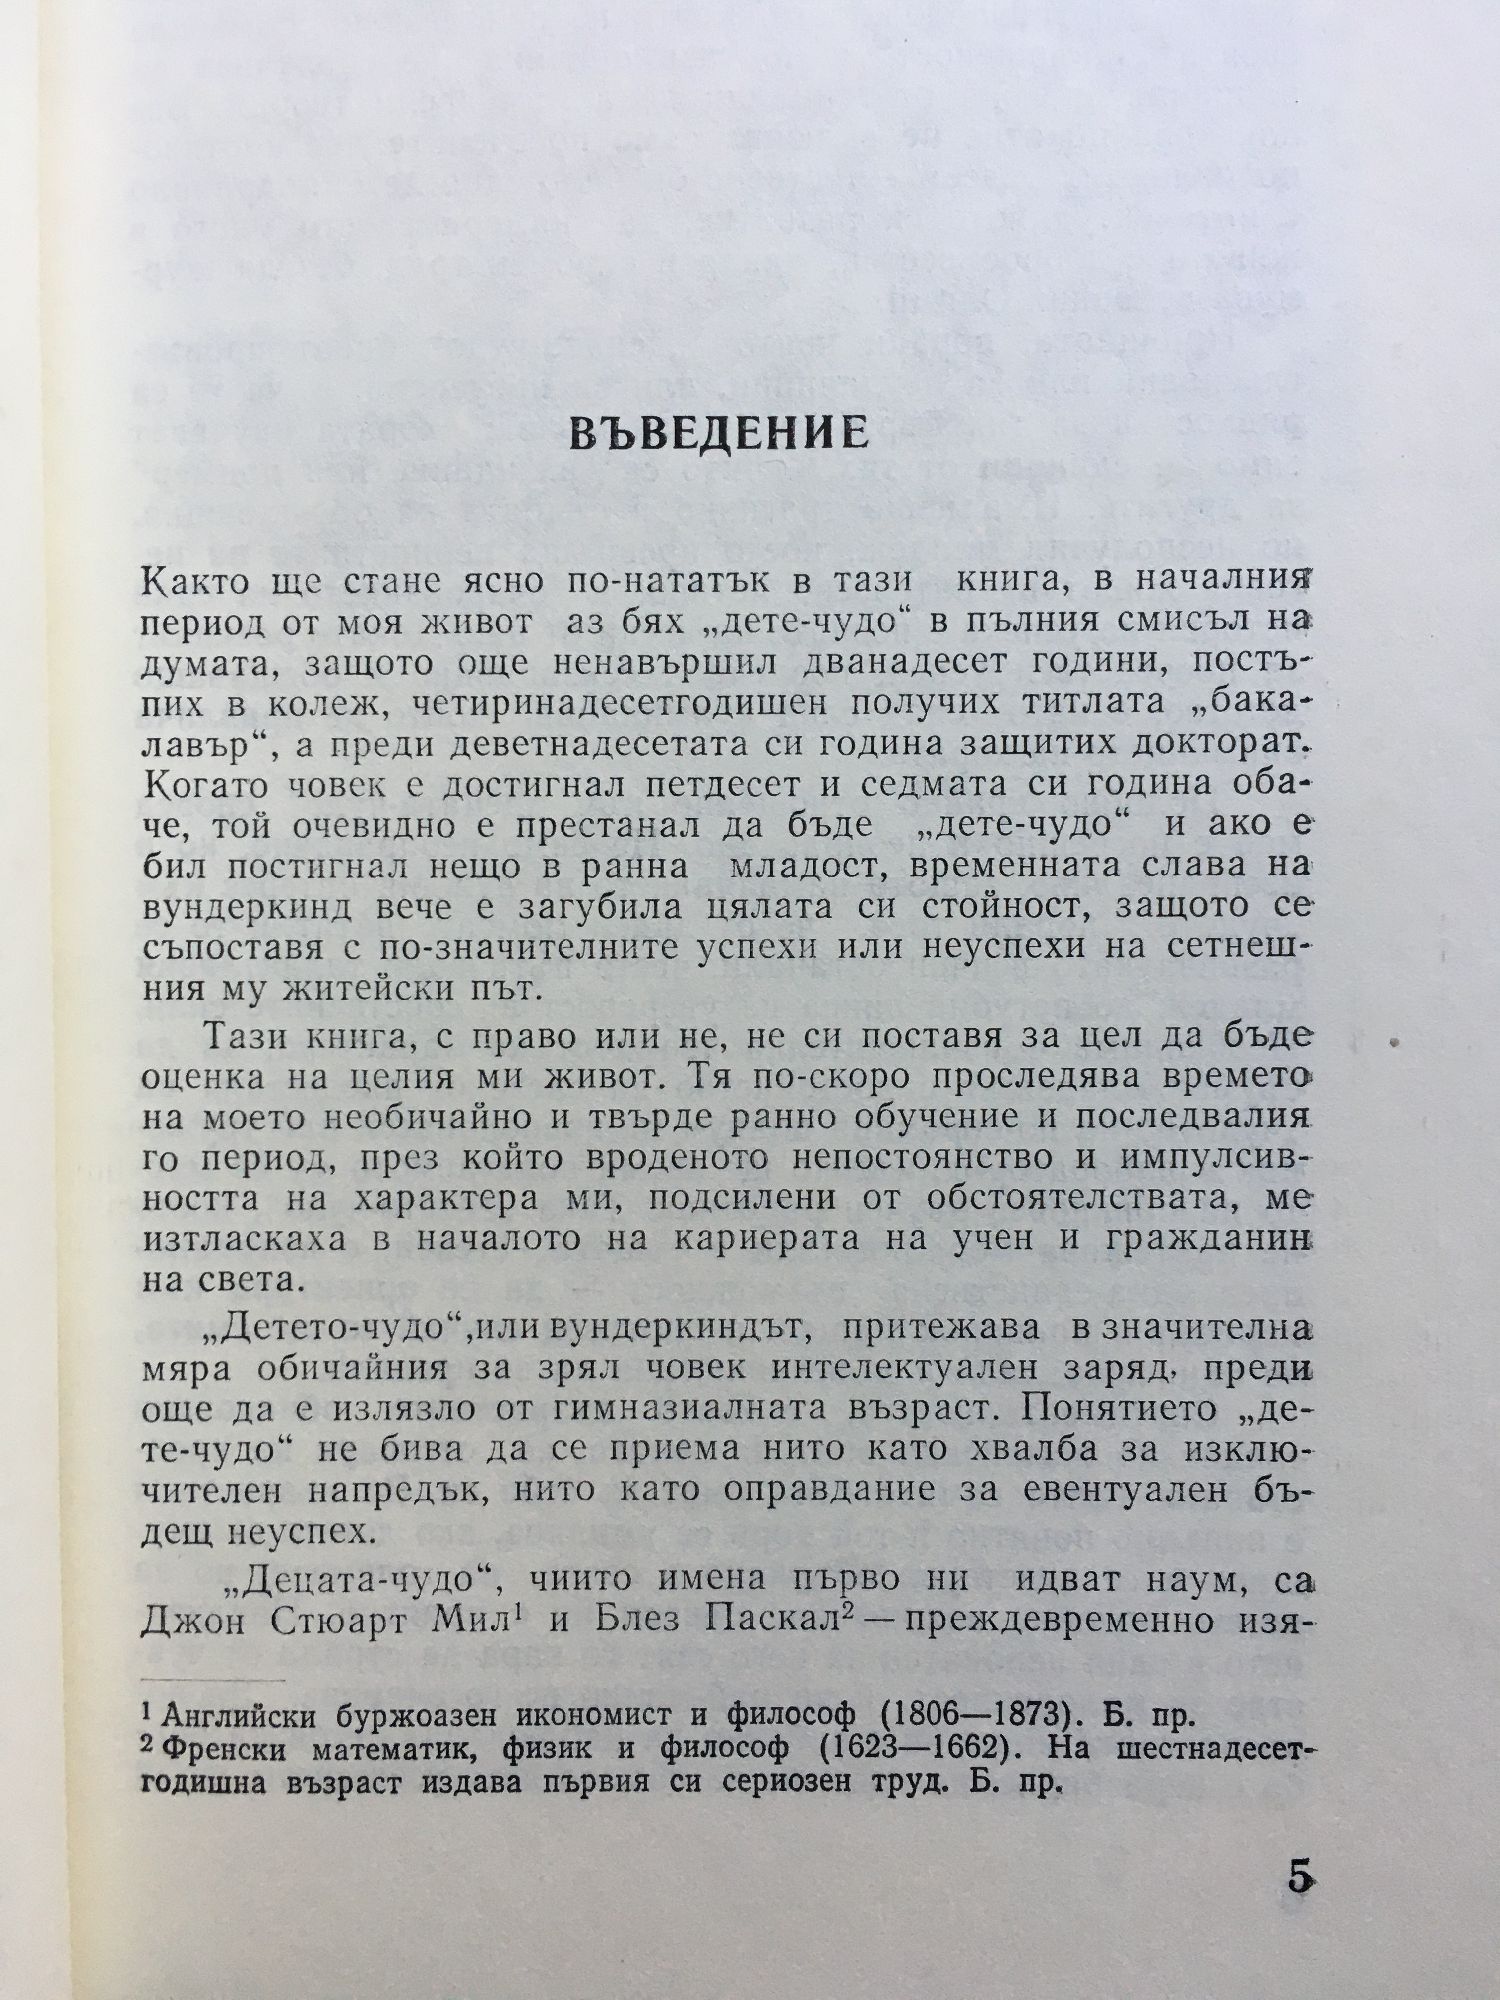 ВЪВЕДЕНИЕ
Както ще стане ясно по-нататък в тази книга, в началния
период от моя живот аз бях „дете-чудо“ в пълния смисъл на
думата, защото още ненавършил дванадесет години, постъ-
пих в колеж, четиринадесетгодишен получих титлата „бака-
лавър“, а преди деветнадесетата си година защитих докторат.
Когато човек е достигнал петдесет и седмата си година оба-
че, той очевидно е престанал да бъде „дете-чудо“ и ако е
бил постигнал нещо в ранна младост, временната слава на
вундеркинд вече е загубила цялата си стойност, защото се
съпоставя с по-значителните успехи или неуспехи на сетнеш-
ния му житейски път.
Тази книга, с право или не, не си поставя за цел да бъде
оценка на целия ми живот. Тя по-скоро проследява времето
на моето необичайно и твърде ранно обучение и последвалия
го период, през който вроденото непостоянство и импулсив-
ността на характера ми, подсилени от обстоятелствата, ме
изтласкаха в началото на кариерата на учен и гражданин
на света.
„Детето-чудо“,или вундеркиндът, притежава в значителна
мяра обичайния за зрял човек интелектуален заряд, преди
още да е излязло от гимназиалната възраст. Понятието „де-
те-чудо“ не бива да се приема нито като хвалба за изклю-
чителен напредък, нито като оправдание за евентуален бъ-
дещ неуспех.
„Децата-чудо“, чиито имена първо ни идват наум, са
Джон Стюарт Мил¹ и Блез Паскал² — преждевременно изя-
¹ Английски буржоазен икономист и философ (1806—1873). Б. пр.
² Френски математик, физик и философ (1623—1662). На шестнадесет-
годишна възраст издава първия си сериозен труд. Б. пр.
5